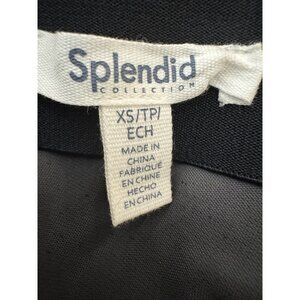 Splendid
COLLECTION
XS/TP/
ECH
MADE IN
CHINA
FABRIQUÉ
EN CHINE
HECHO
EN CHINA